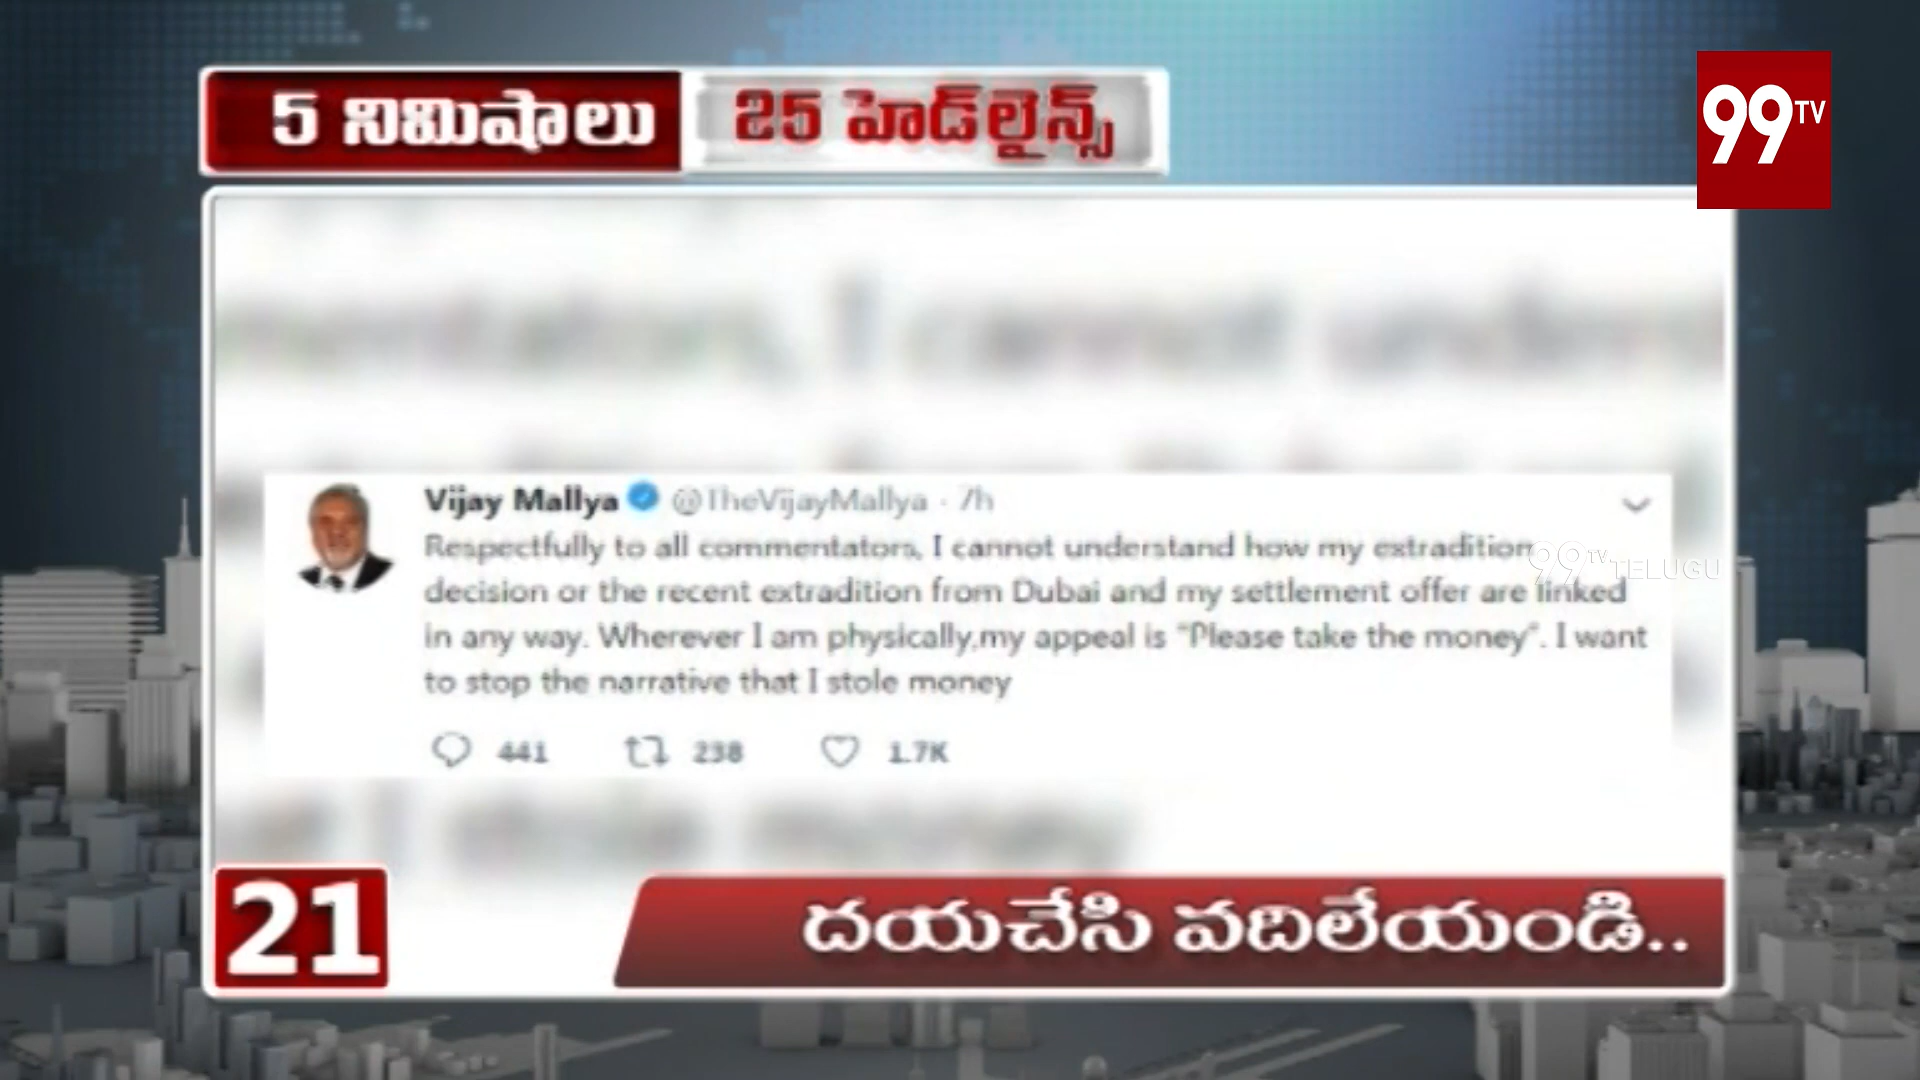 5 నిమిషాలు 25 హెడ్‌లైన్స్
99 TV
Vijay Mallya @TheVijayMallya · 7h
Respectfully to all commentators, I cannot understand how my extradition
decision or the recent extradition from Dubai and my settlement offer are linked
in any way. Wherever I am physically,my appeal is "Please take the money". I want
to stop the narrative that I stole money
99TV TELUGU
441 238 1.7K
21
దయచేసి వదిలేయండి..